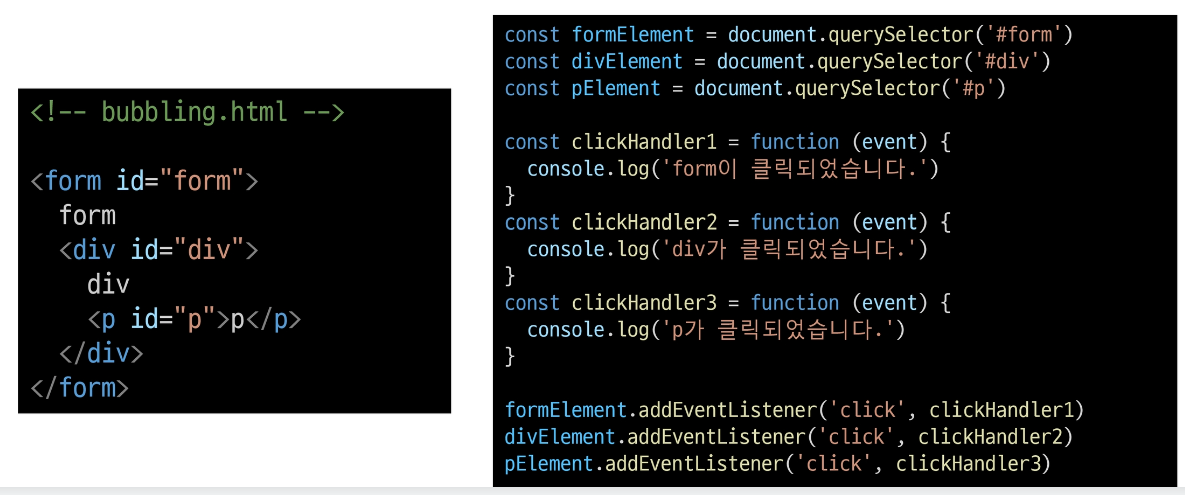 <!-- bubbling.html -->
<form id="form">
form
<div id="div">
div
<p id="p">p</p>
</div>
</form>
const formElement = document.querySelector('#form')
const divElement = document.querySelector('#div')
const pElement = document.querySelector('#p')
const clickHandler1 = function (event) {
console.log('form이 클릭되었습니다.')
}
const clickHandler2 = function (event) {
console.log('div가 클릭되었습니다.')
}
const clickHandler3 = function (event) {
console.log('p가 클릭되었습니다.')
}
formElement.addEventListener('click', clickHandler1)
divElement.addEventListener('click', clickHandler2)
pElement.addEventListener('click', clickHandler3)